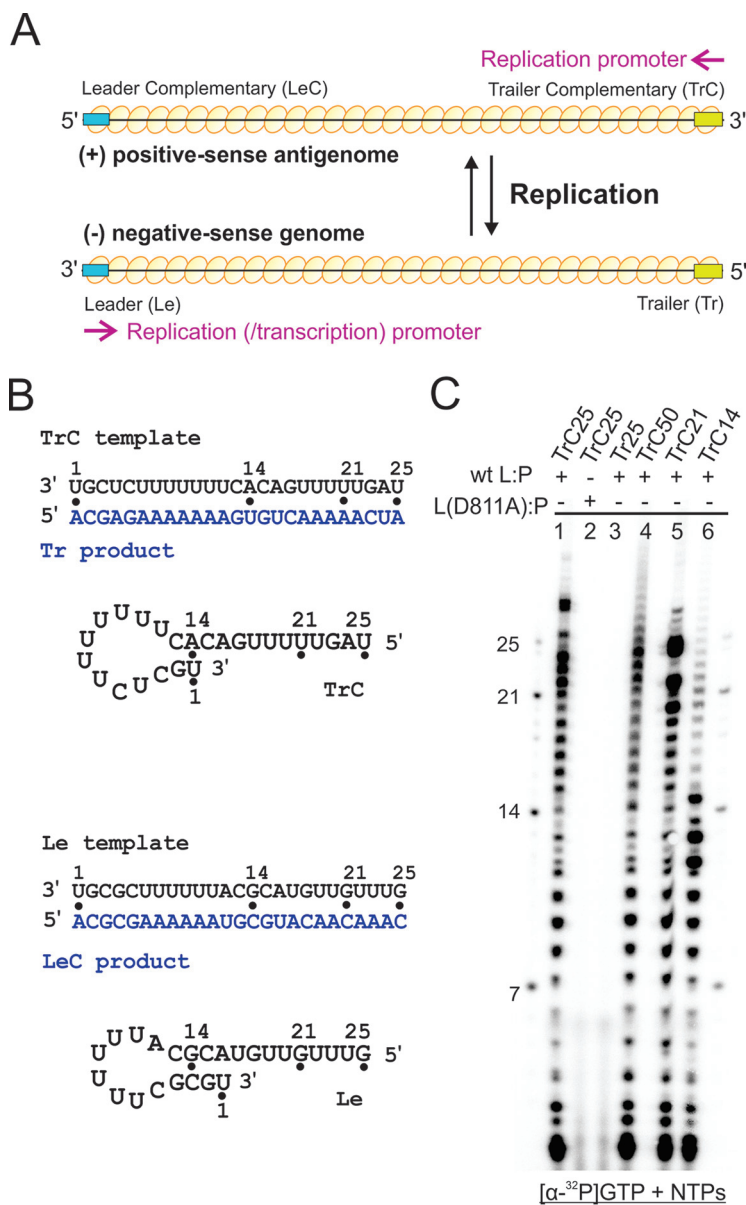 A
Replication promoter
Leader Complementary (LeC)
Trailer Complementary (TrC)
5'
3'
(+) positive-sense antigenome
Replication
(-) negative-sense genome
3'
5'
Leader (Le)
Trailer (Tr)
Replication (/transcription) promoter
B
TrC template
1 14 21 25
3' UGCUCUUUUUUUCACAGUUUUUGAU
5' ACGAGAAAAAAAGUGUCAAAAACUA
Tr product
14 21 25
UUUUUUUCACAGUUUUUGAU 5'
CUCGU 3'
1
TrC
Le template
1 14 21 25
3' UGCGCUUUUUUACGCAUGUUGUUUG
5' ACGCGAAAAAAUGCGUACAACAAAC
LeC product
14 21 25
UUUACGCAUGUUGUUUG 5'
UUUCGCGU 3'
1
Le
C
TrC25 TrC25 Tr25 TrC50 TrC21 TrC14
wt L:P + - + + + +
L(D811A):P - + - - - -
1 2 3 4 5 6
25
21
14
7
[α-³²P]GTP + NTPs